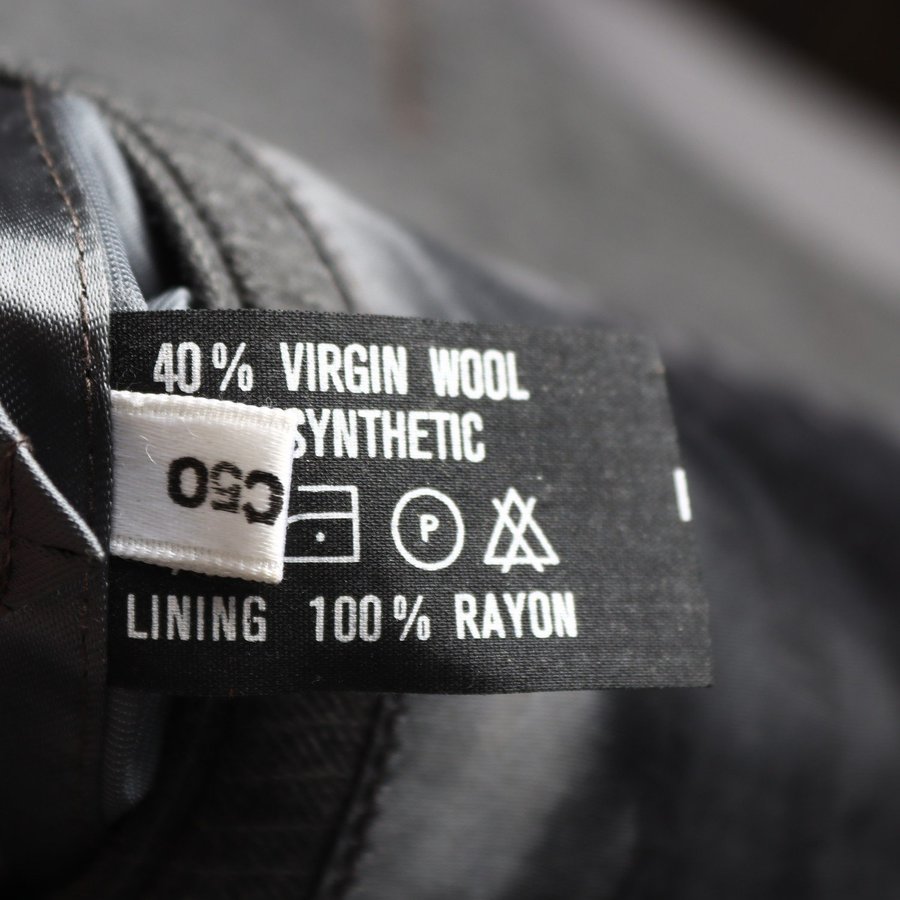 40% VIRGIN WOOL
SYNTHETIC
C50
P
LINING 100% RAYON